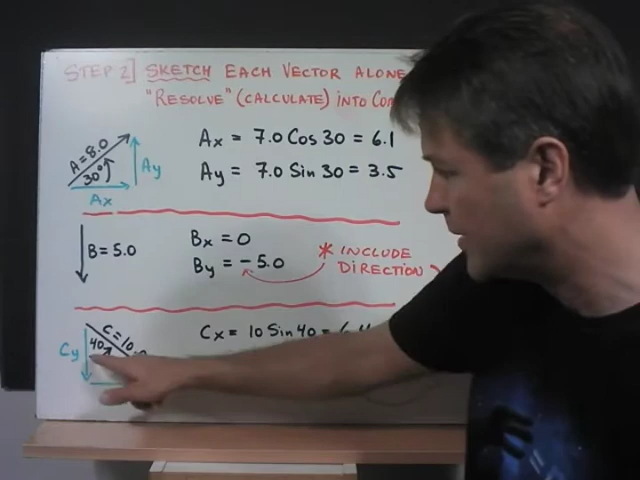 STEP 2] SKETCH EACH VECTOR ALONE
"RESOLVE" (CALCULATE) INTO
A = 8.0
30°
Ay
Ax
Ax = 7.0 Cos 30 = 6.1
Ay = 7.0 Sin 30 = 3.5
B = 5.0
Bx = 0
By = -5.0
* INCLUDE
DIRECTION
C = 10.0
40
Cy
Cx = 10 Sin 40 =